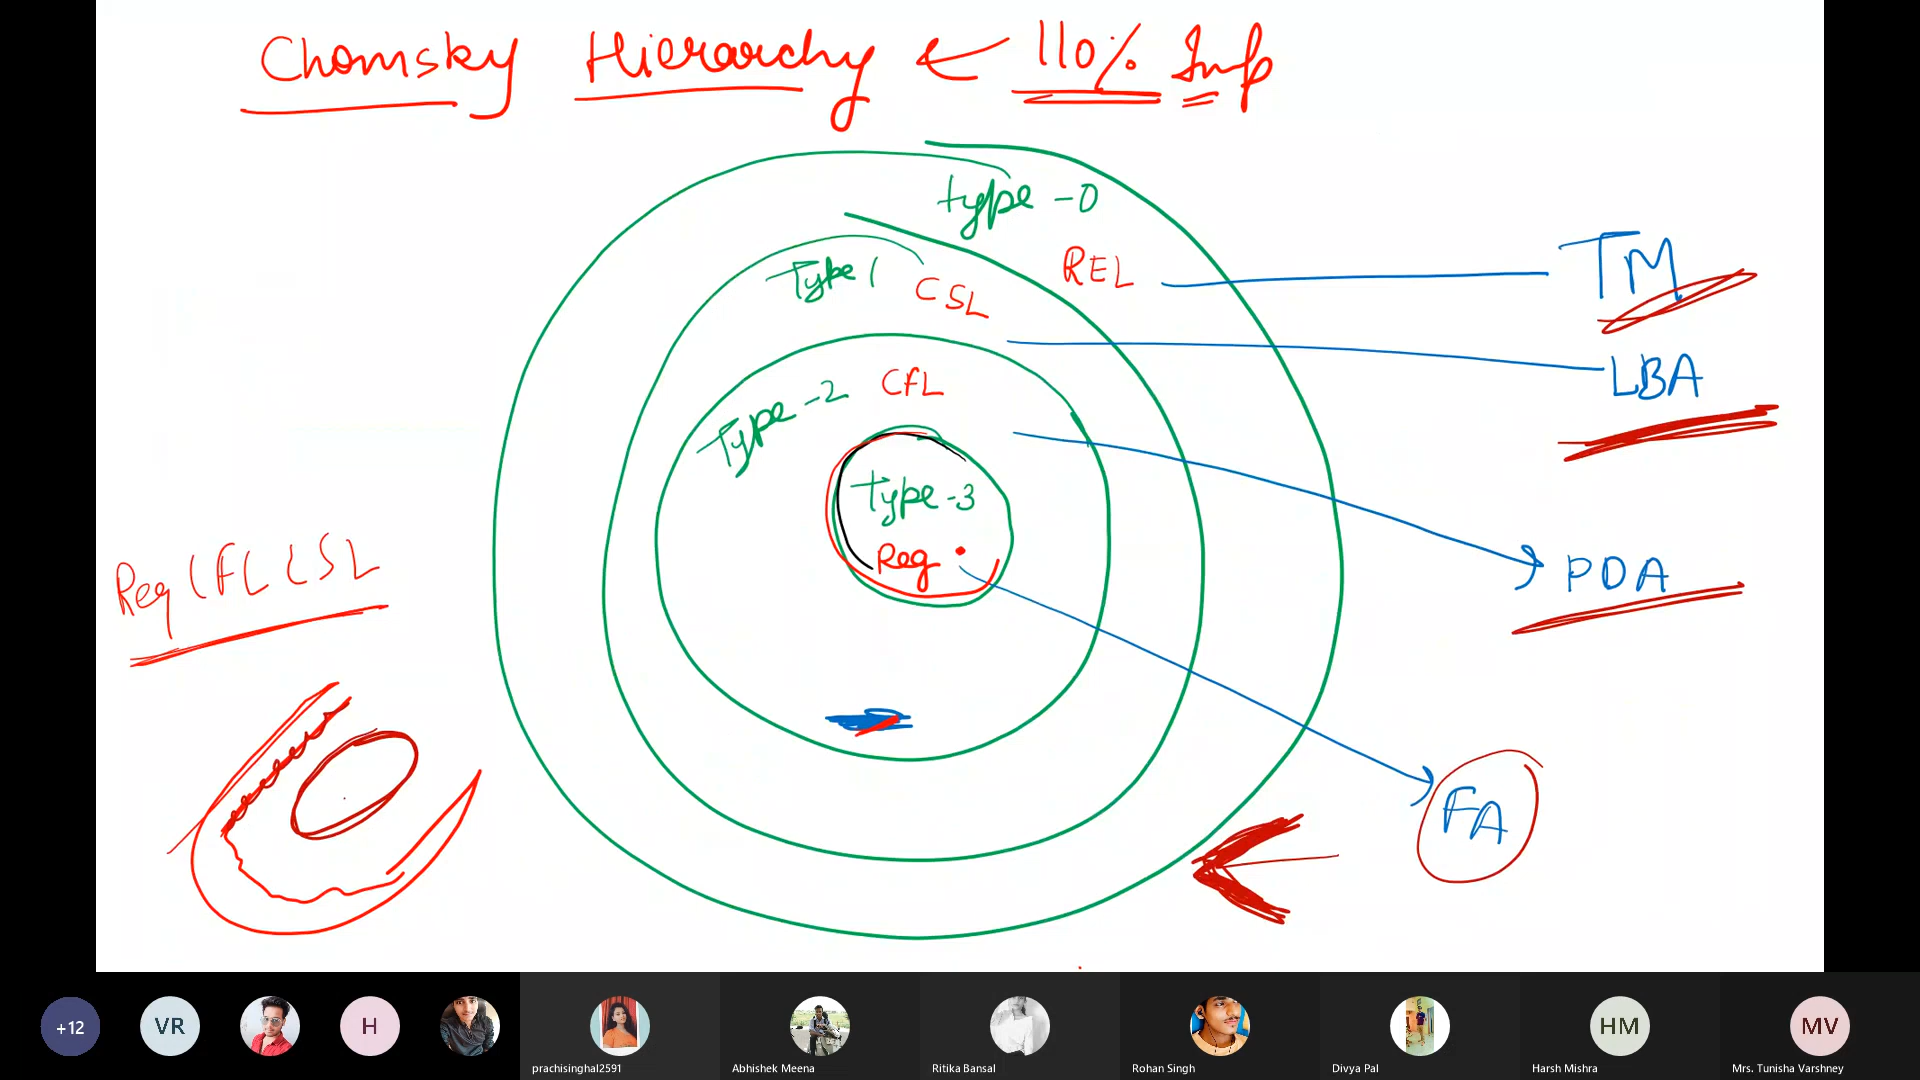 Chomsky Hierarchy ← 110% Imp
type -0
REL
TM
Type 1
CSL
LBA
Type -2
CFL
Type -3
Reg
PDA
Reg CFL CSL
FA
+12
VR
H
HM
MV
prachisinghal2591
Abhishek Meena
Ritika Bansal
Rohan Singh
Divya Pal
Harsh Mishra
Mrs. Tunisha Varshney